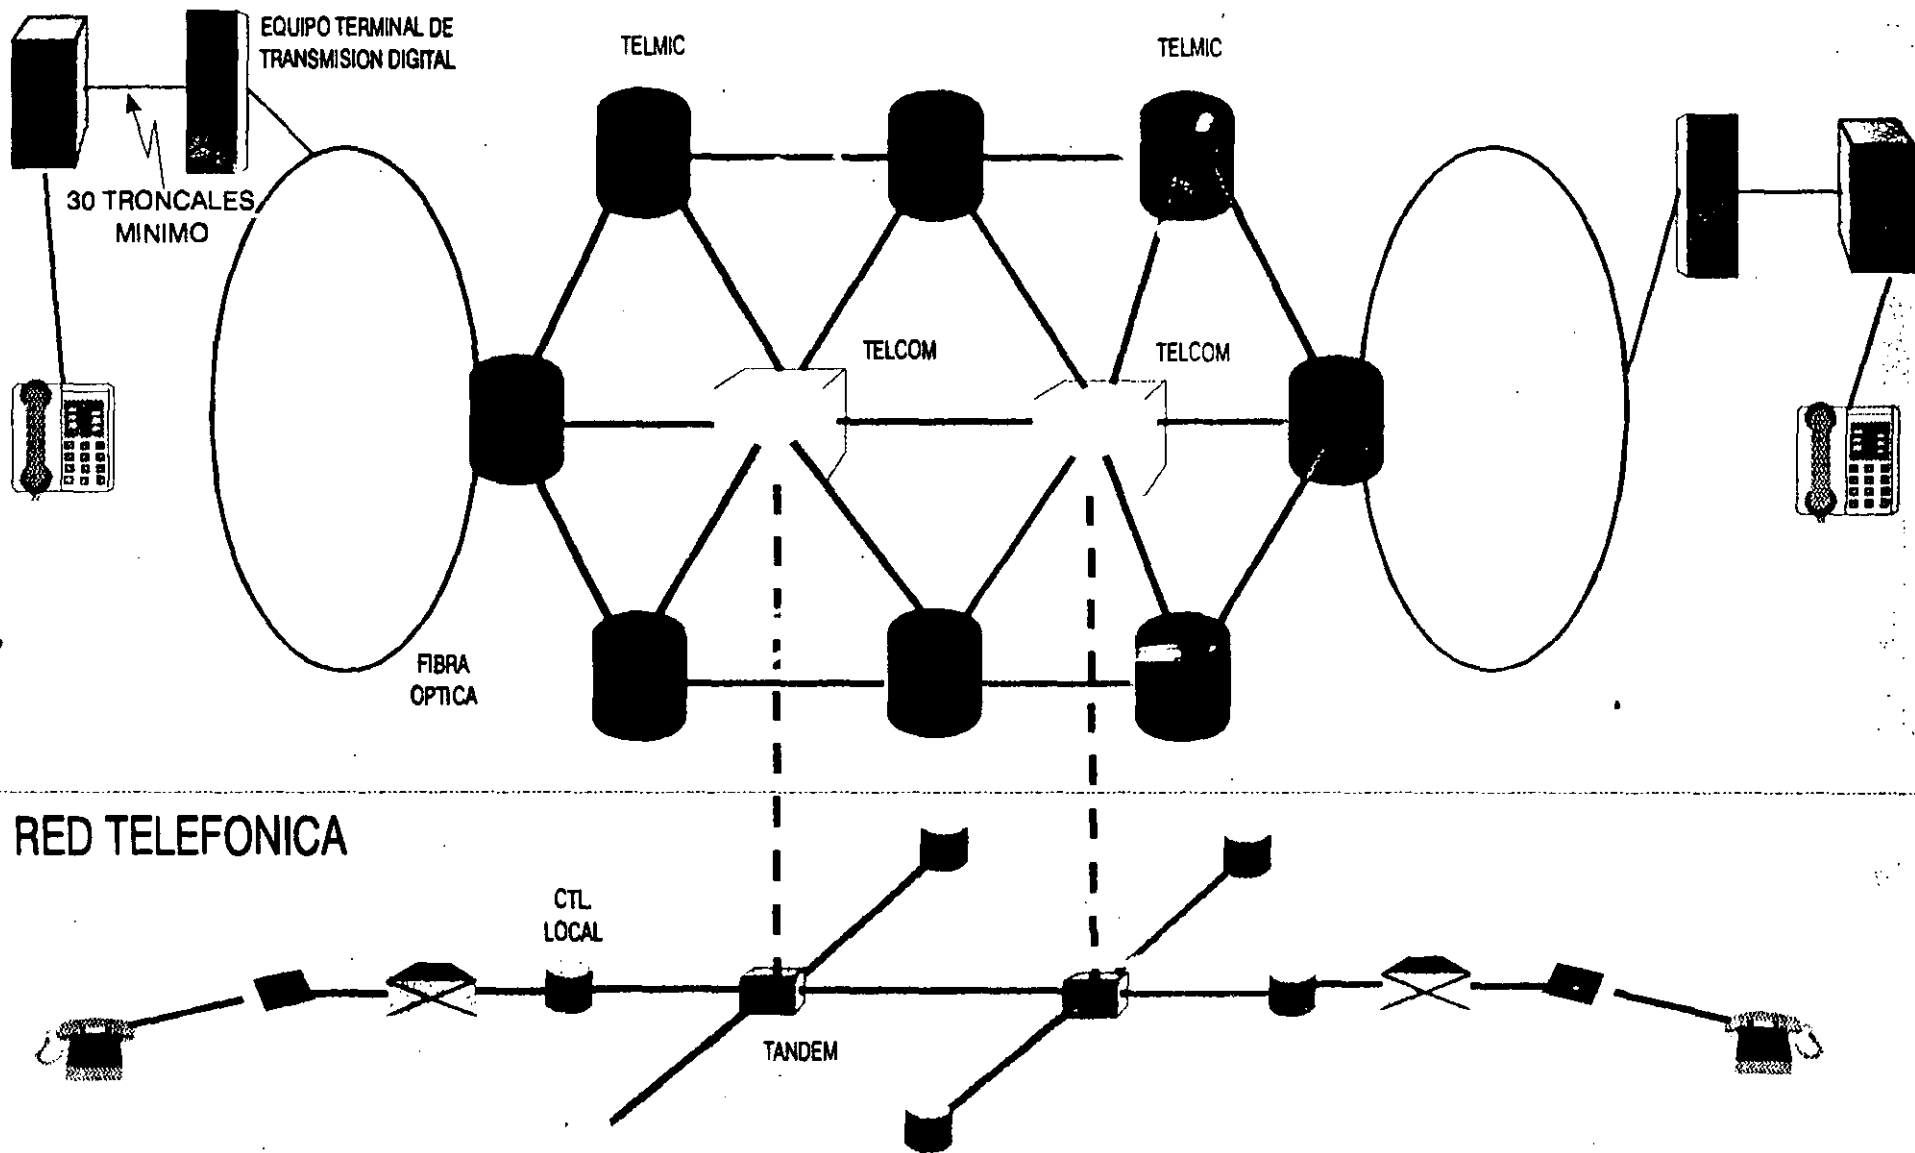 EQUIPO TERMINAL DE
TRANSMISION DIGITAL
TELMIC
TELMIC
30 TRONCALES
MINIMO
TELCOM
TELCOM
FIBRA
OPTICA
RED TELEFONICA
CTL
LOCAL
TANDEM